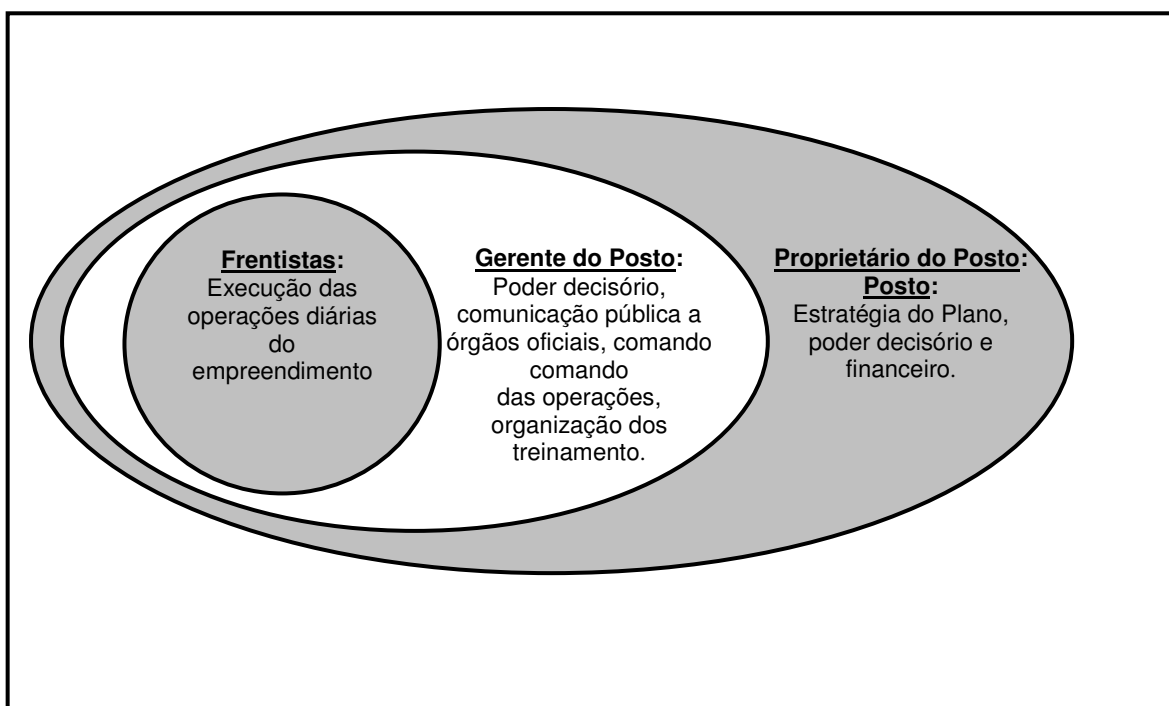 Frentistas:
Execução das
operações diárias
do
empreendimento
Gerente do Posto:
Poder decisório,
comunicação pública a
órgãos oficiais, comando
comando
das operações,
organização dos
treinamento.
Proprietário do Posto:
Posto:
Estratégia do Plano,
poder decisório e
financeiro.